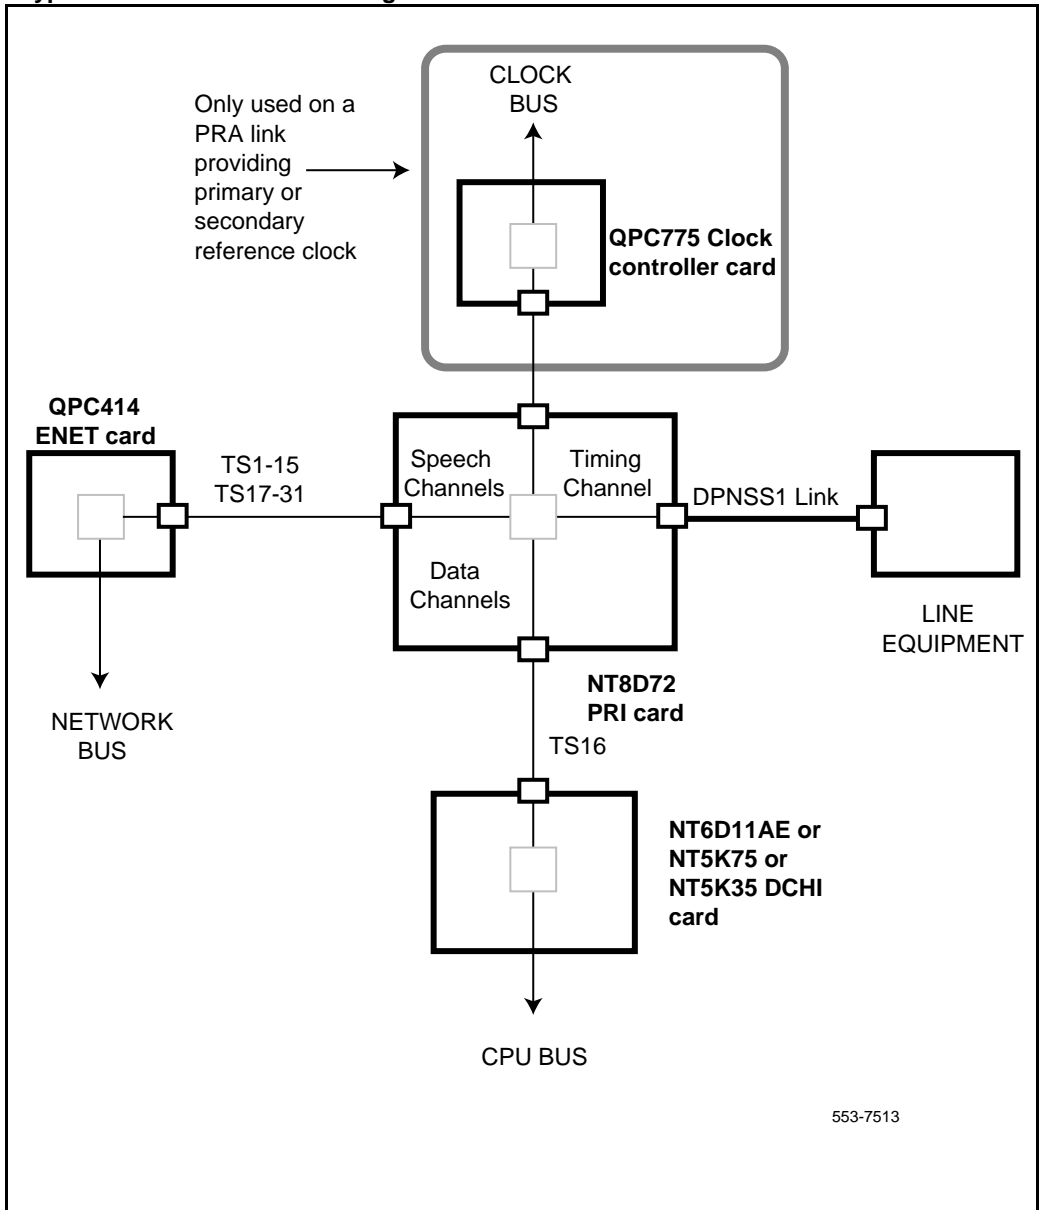 CLOCK
BUS
Only used on a
PRA link
providing
primary or
secondary
reference clock
QPC775 Clock
controller card
QPC414
ENET card
TS1-15
TS17-31
Speech
Channels
Timing
Channel
DPNSS1 Link
Data
Channels
LINE
EQUIPMENT
NT8D72
PRI card
NETWORK
BUS
TS16
NT6D11AE or
NT5K75 or
NT5K35 DCHI
card
CPU BUS
553-7513